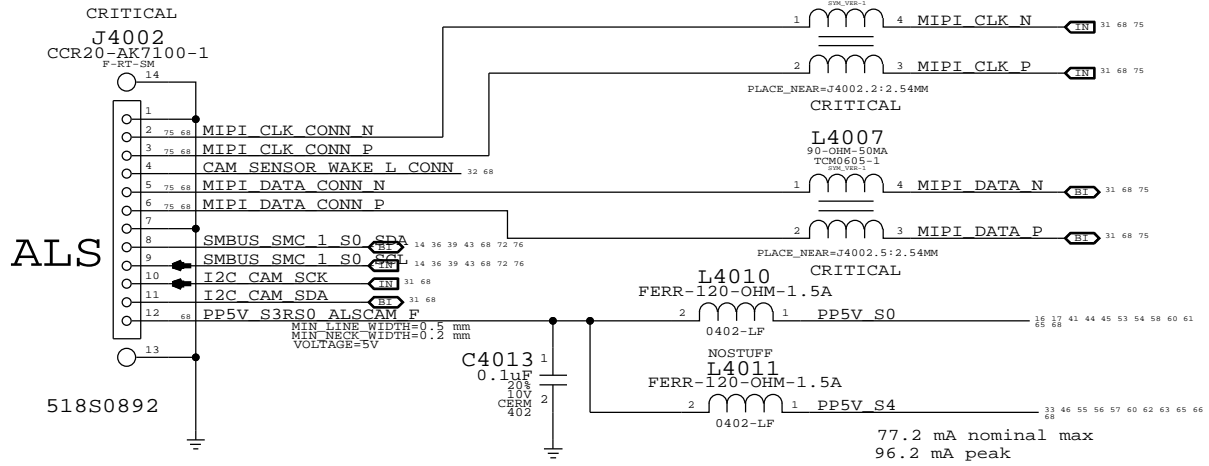 CRITICAL
J4002
CCR20-AK7100-1
F-RT-SM
14
1
2 75 68 MIPI_CLK_CONN_N
3 75 68 MIPI_CLK_CONN_P
4 CAM_SENSOR_WAKE_L_CONN 32 68
5 75 68 MIPI_DATA_CONN_N
6 75 68 MIPI_DATA_CONN_P
7
ALS
8 SMBUS_SMC_1_S0_SDA BI 14 36 39 43 68 72 76
9 SMBUS_SMC_1_S0_SCL IN 14 36 39 43 68 72 76
10 I2C_CAM_SCK IN 31 68
11 I2C_CAM_SDA BI 31 68
12 68 PP5V_S3RS0_ALSCAM_F
MIN_LINE_WIDTH=0.5 mm
MIN_NECK_WIDTH=0.2 mm
VOLTAGE=5V
13
518S0892
SYM_VER-1
1 4 MIPI_CLK_N IN 31 68 75
2 3 MIPI_CLK_P IN 31 68 75
PLACE_NEAR=J4002.2:2.54MM
CRITICAL
L4007
90-OHM-50MA
TCM0605-1
SYM_VER-1
1 4 MIPI_DATA_N BI 31 68 75
2 3 MIPI_DATA_P BI 31 68 75
PLACE_NEAR=J4002.5:2.54MM
CRITICAL
L4010
FERR-120-OHM-1.5A
2 1 PP5V_S0 16 17 41 44 45 53 54 58 60 61
65 68
0402-LF
C4013 1
0.1uF
20%
10V 2
CERM
402
NOSTUFF
L4011
FERR-120-OHM-1.5A
2 1 PP5V_S4 33 46 55 56 57 60 62 63 65 66
68
0402-LF
77.2 mA nominal max
96.2 mA peak